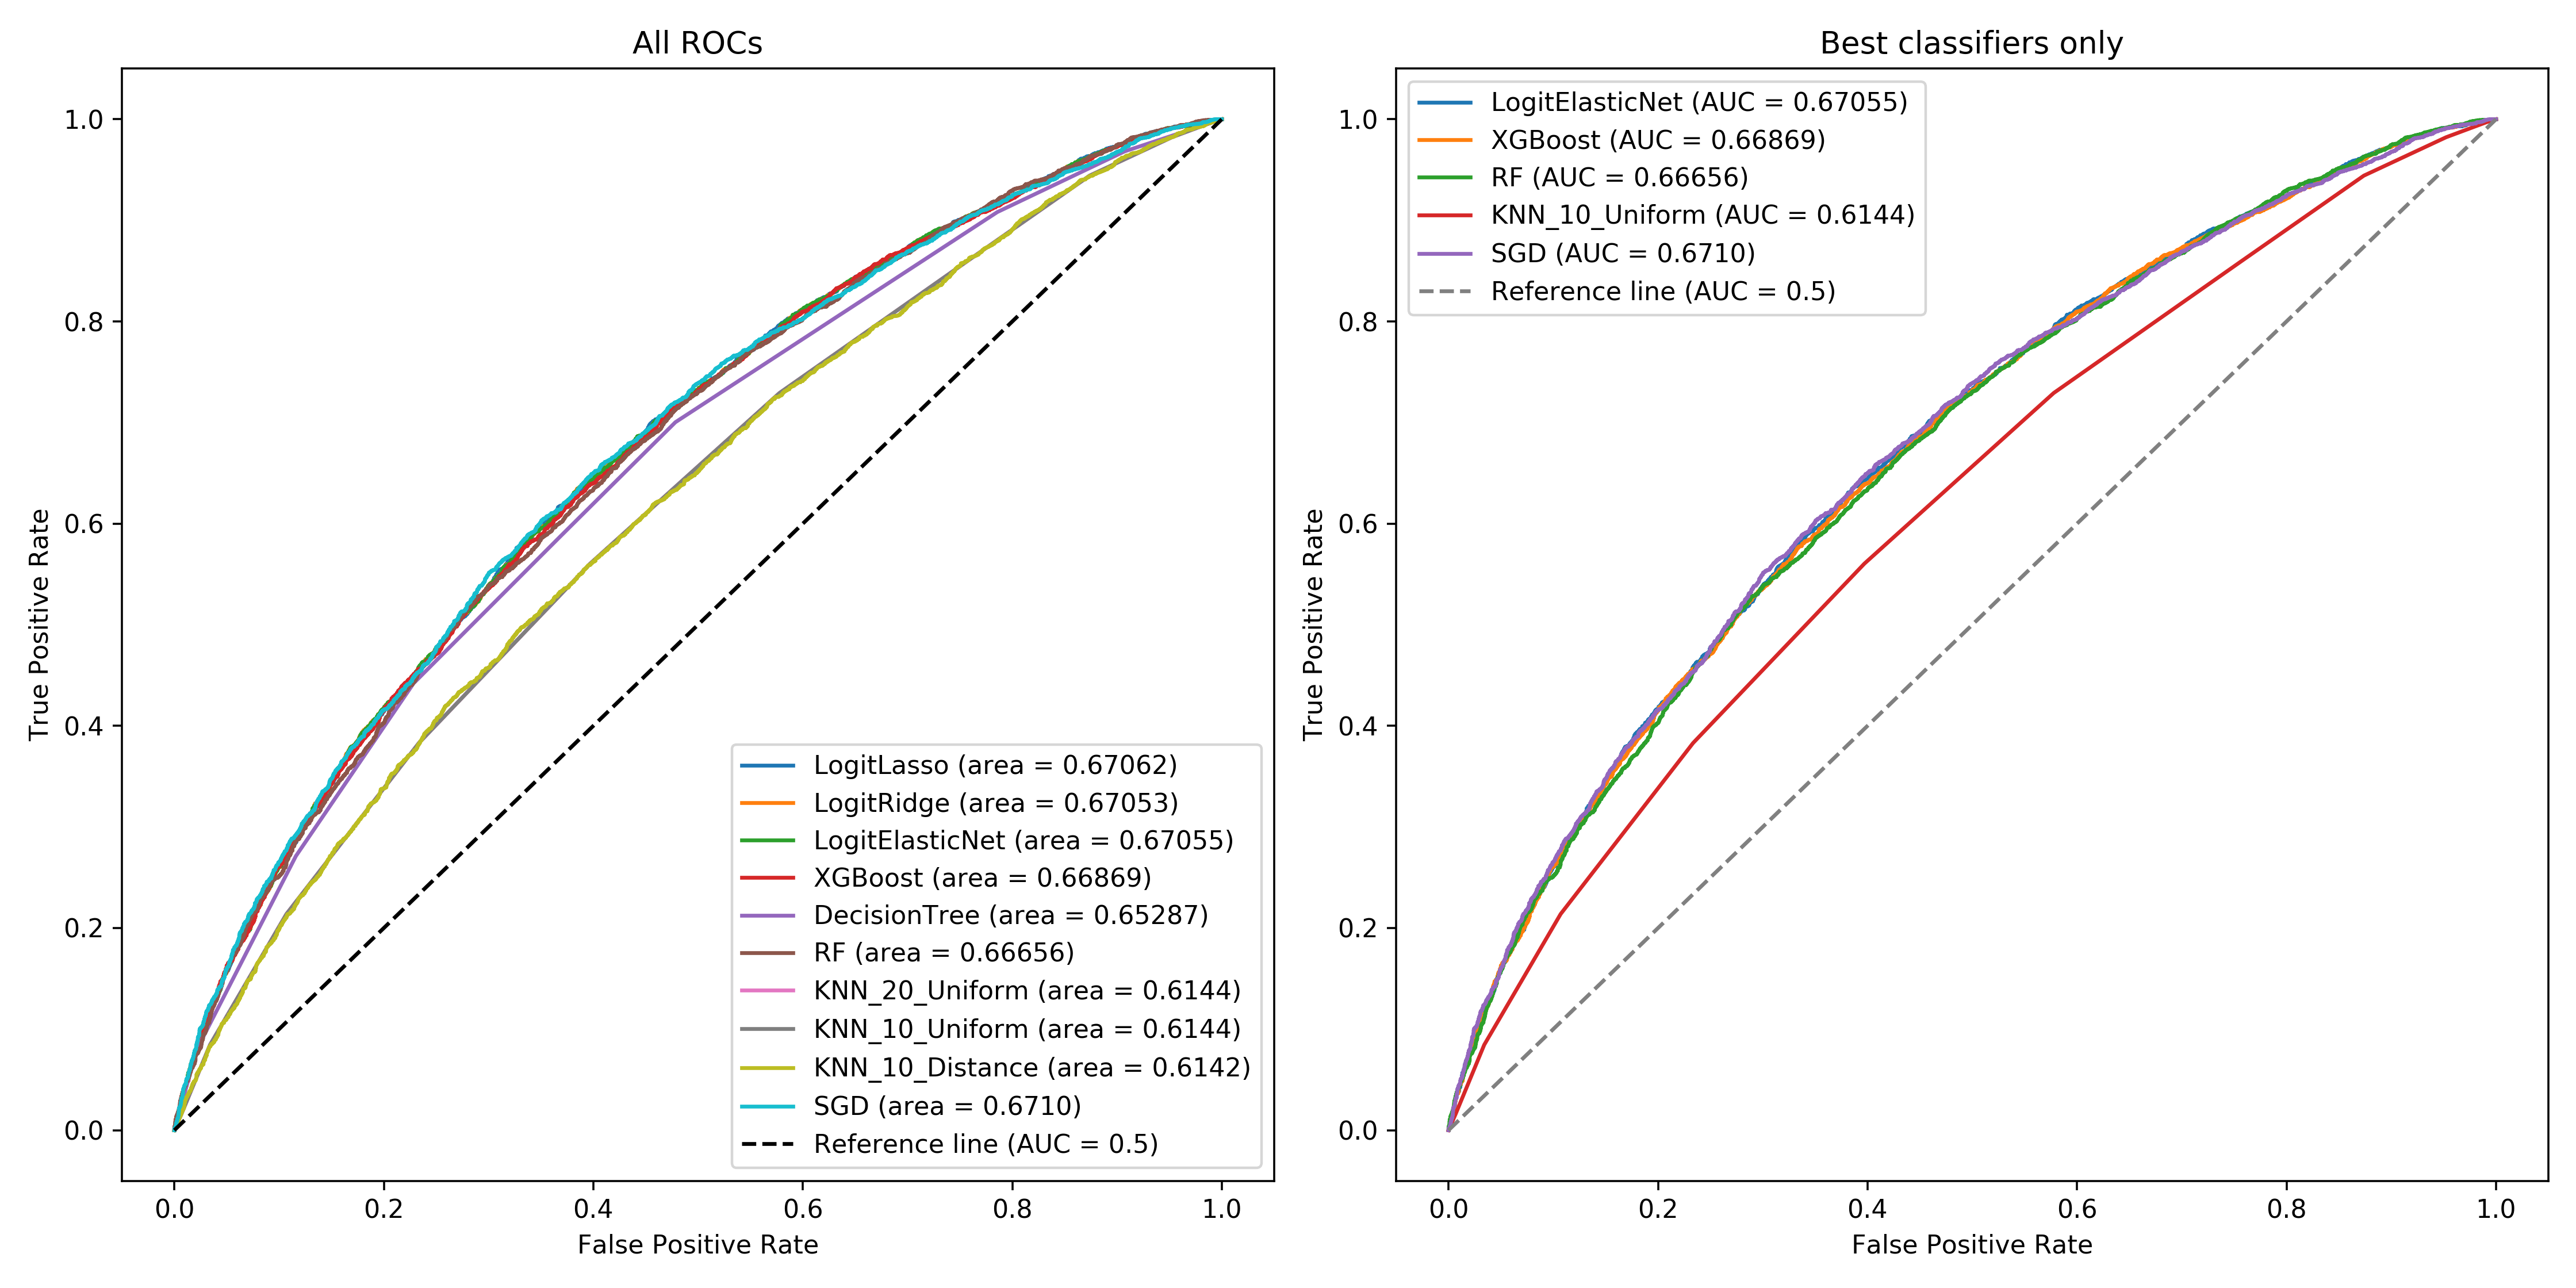 All ROCs
True Positive Rate
1.0
0.8
0.6
0.4
0.2
0.0
LogitLasso (area = 0.67062)
LogitRidge (area = 0.67053)
LogitElasticNet (area = 0.67055)
XGBoost (area = 0.66869)
DecisionTree (area = 0.65287)
RF (area = 0.66656)
KNN_20_Uniform (area = 0.6144)
KNN_10_Uniform (area = 0.6144)
KNN_10_Distance (area = 0.6142)
SGD (area = 0.6710)
Reference line (AUC = 0.5)
0.0 0.2 0.4 0.6 0.8 1.0
False Positive Rate
Best classifiers only
True Positive Rate
1.0
0.8
0.6
0.4
0.2
0.0
LogitElasticNet (AUC = 0.67055)
XGBoost (AUC = 0.66869)
RF (AUC = 0.66656)
KNN_10_Uniform (AUC = 0.6144)
SGD (AUC = 0.6710)
Reference line (AUC = 0.5)
0.0 0.2 0.4 0.6 0.8 1.0
False Positive Rate